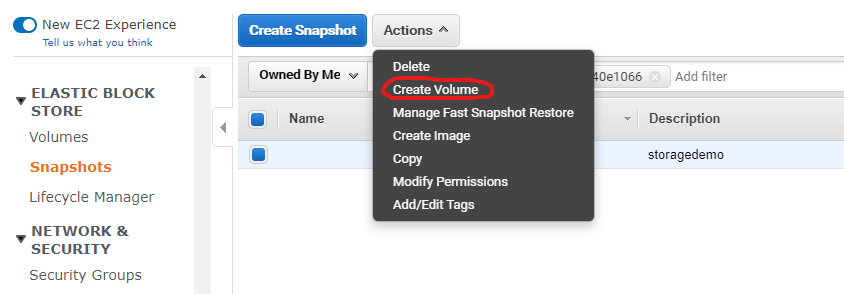 New EC2 Experience
Tell us what you think
ELASTIC BLOCK
STORE
Volumes
Snapshots
Lifecycle Manager
NETWORK &
SECURITY
Security Groups
Create Snapshot
Actions
Owned By Me
40e1066
Add filter
Delete
Create Volume
Manage Fast Snapshot Restore
Create Image
Copy
Modify Permissions
Add/Edit Tags
Name
Description
storagedemo